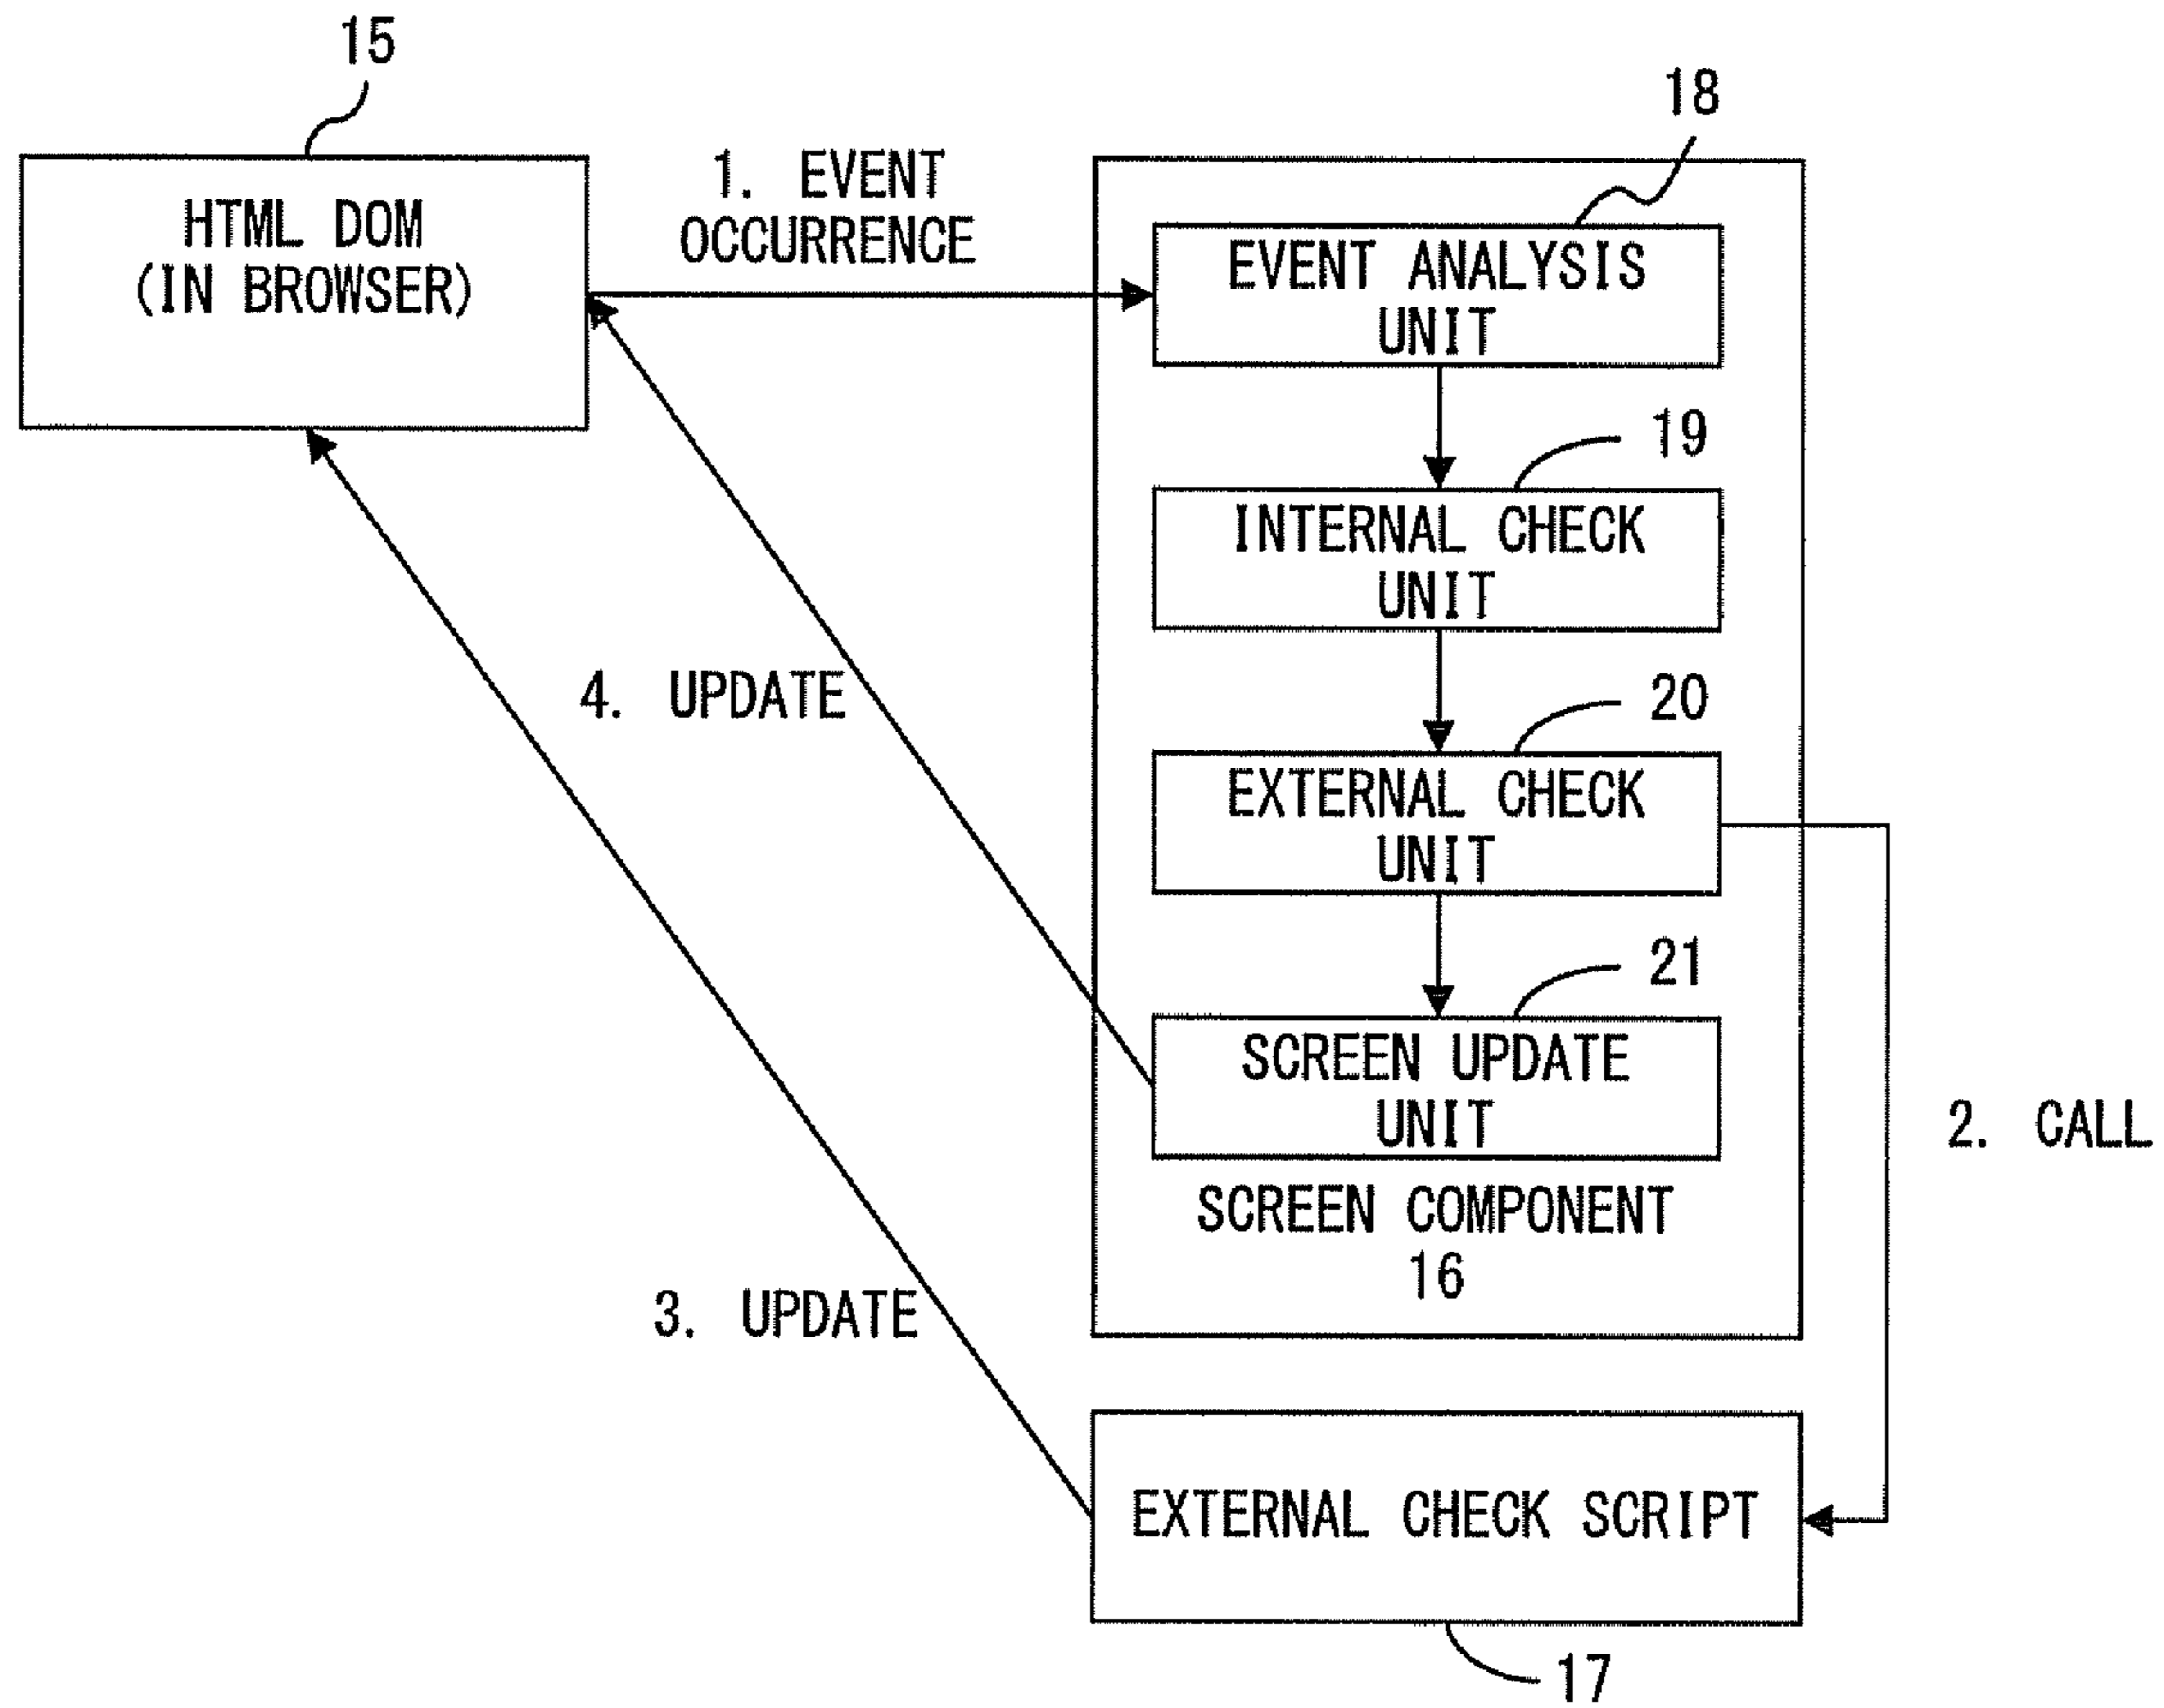 15
HTML DOM
(IN BROWSER)
1. EVENT
OCCURRENCE
18
EVENT ANALYSIS
UNIT
19
INTERNAL CHECK
UNIT
20
EXTERNAL CHECK
UNIT
21
SCREEN UPDATE
UNIT
SCREEN COMPONENT
16
4. UPDATE
2. CALL
3. UPDATE
EXTERNAL CHECK SCRIPT
17